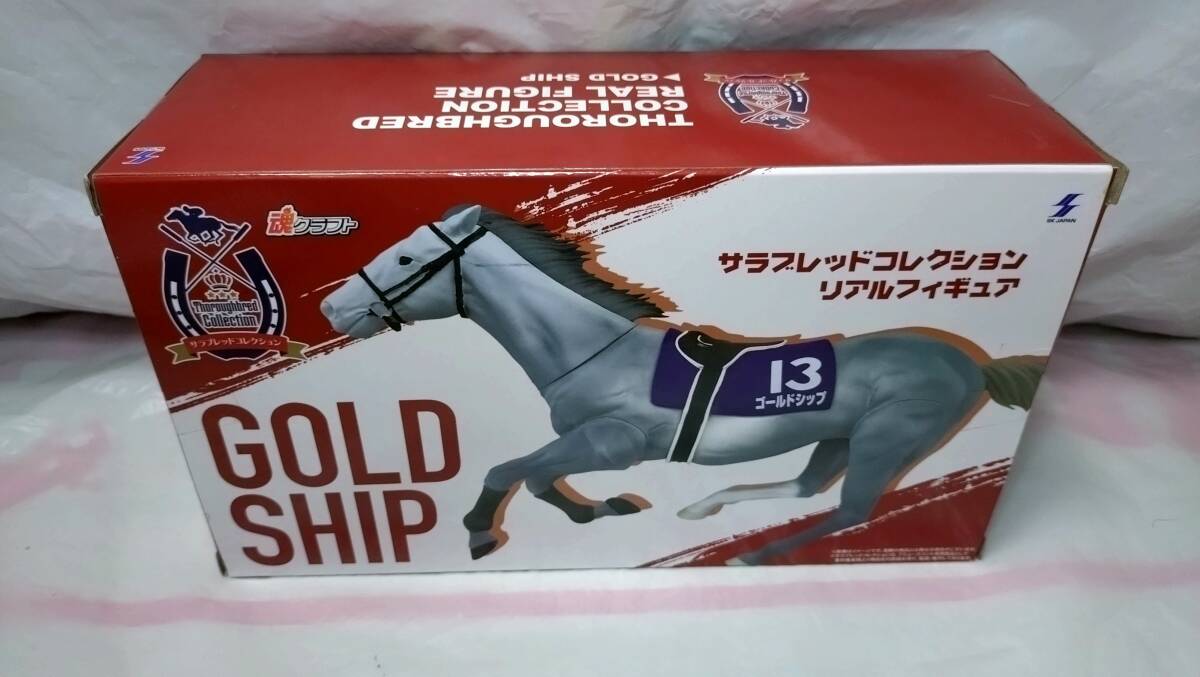 THOROUGHBRED
COLLECTION
REAL FIGURE
▶GOLD SHIP
Thoroughbred
Collection
魂クラフト
Thoroughbred
Collection
サラブレッドコレクション
サラブレッドコレクション
リアルフィギュア
SK JAPAN
13
ゴールドシップ
GOLD
SHIP